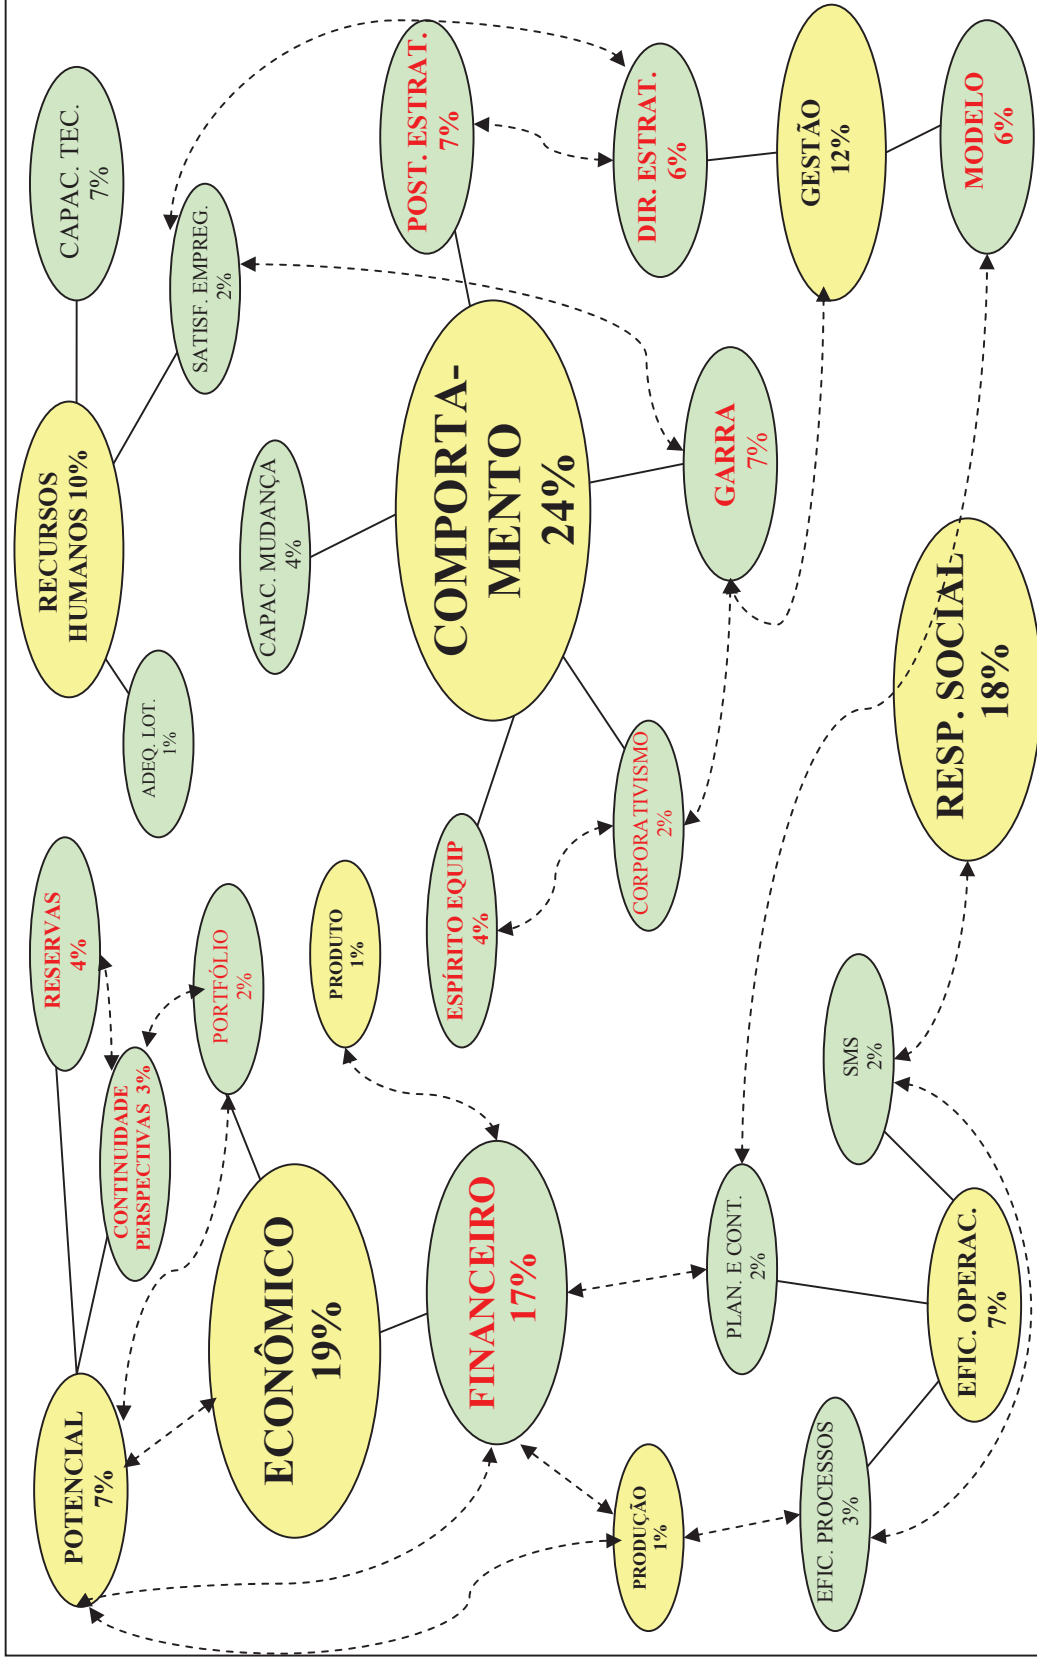 POTENCIAL
7%
RESERVAS
4%
CONTINUIDADE
PERSPECTIVAS 3%
PORTFÓLIO
2%
ECONÔMICO
19%
PRODUTO
1%
FINANCEIRO
17%
PRODUÇÃO
1%
PLAN. E CONT.
2%
EFIC. PROCESSOS
3%
SMS
2%
EFIC. OPERAC.
7%
RECURSOS
HUMANOS 10%
ADEQ. LOT.
1%
CAPAC. TEC.
7%
SATISF. EMPREG.
2%
CAPAC. MUDANÇA
4%
COMPORTA-
MENTO
24%
POST. ESTRAT.
7%
ESPÍRITO EQUIP
4%
CORPORATIVISMO
2%
GARRA
7%
DIR. ESTRAT.
6%
GESTÃO
12%
MODELO
6%
RESP. SOCIAL
18%